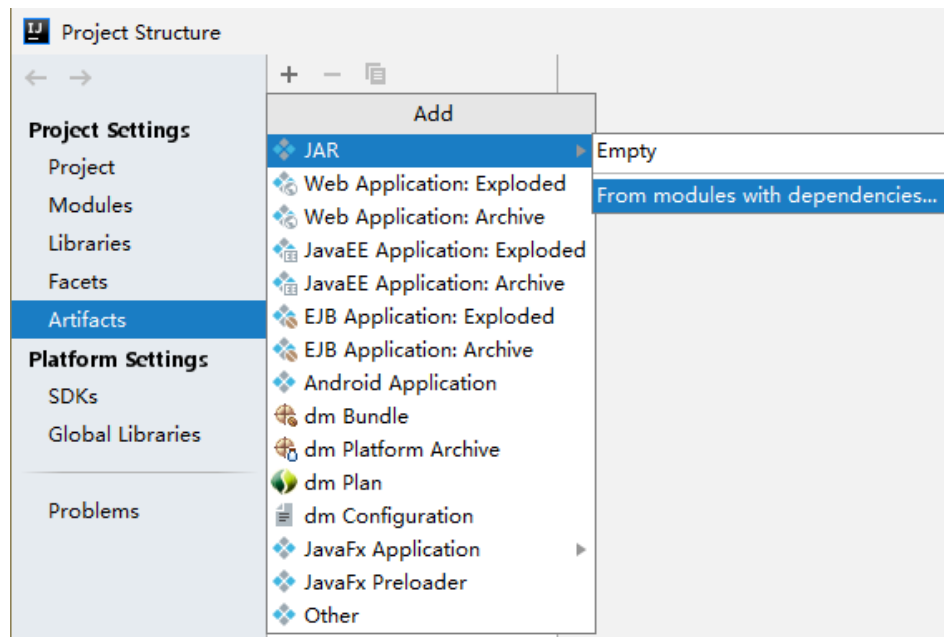 Project Structure
Project Settings
Project
Modules
Libraries
Facets
Artifacts
Platform Settings
SDKs
Global Libraries
Problems
Add
JAR
Web Application: Exploded
Web Application: Archive
JavaEE Application: Exploded
JavaEE Application: Archive
EJB Application: Exploded
EJB Application: Archive
Android Application
dm Bundle
dm Platform Archive
dm Plan
dm Configuration
JavaFx Application
JavaFx Preloader
Other
Empty
From modules with dependencies...